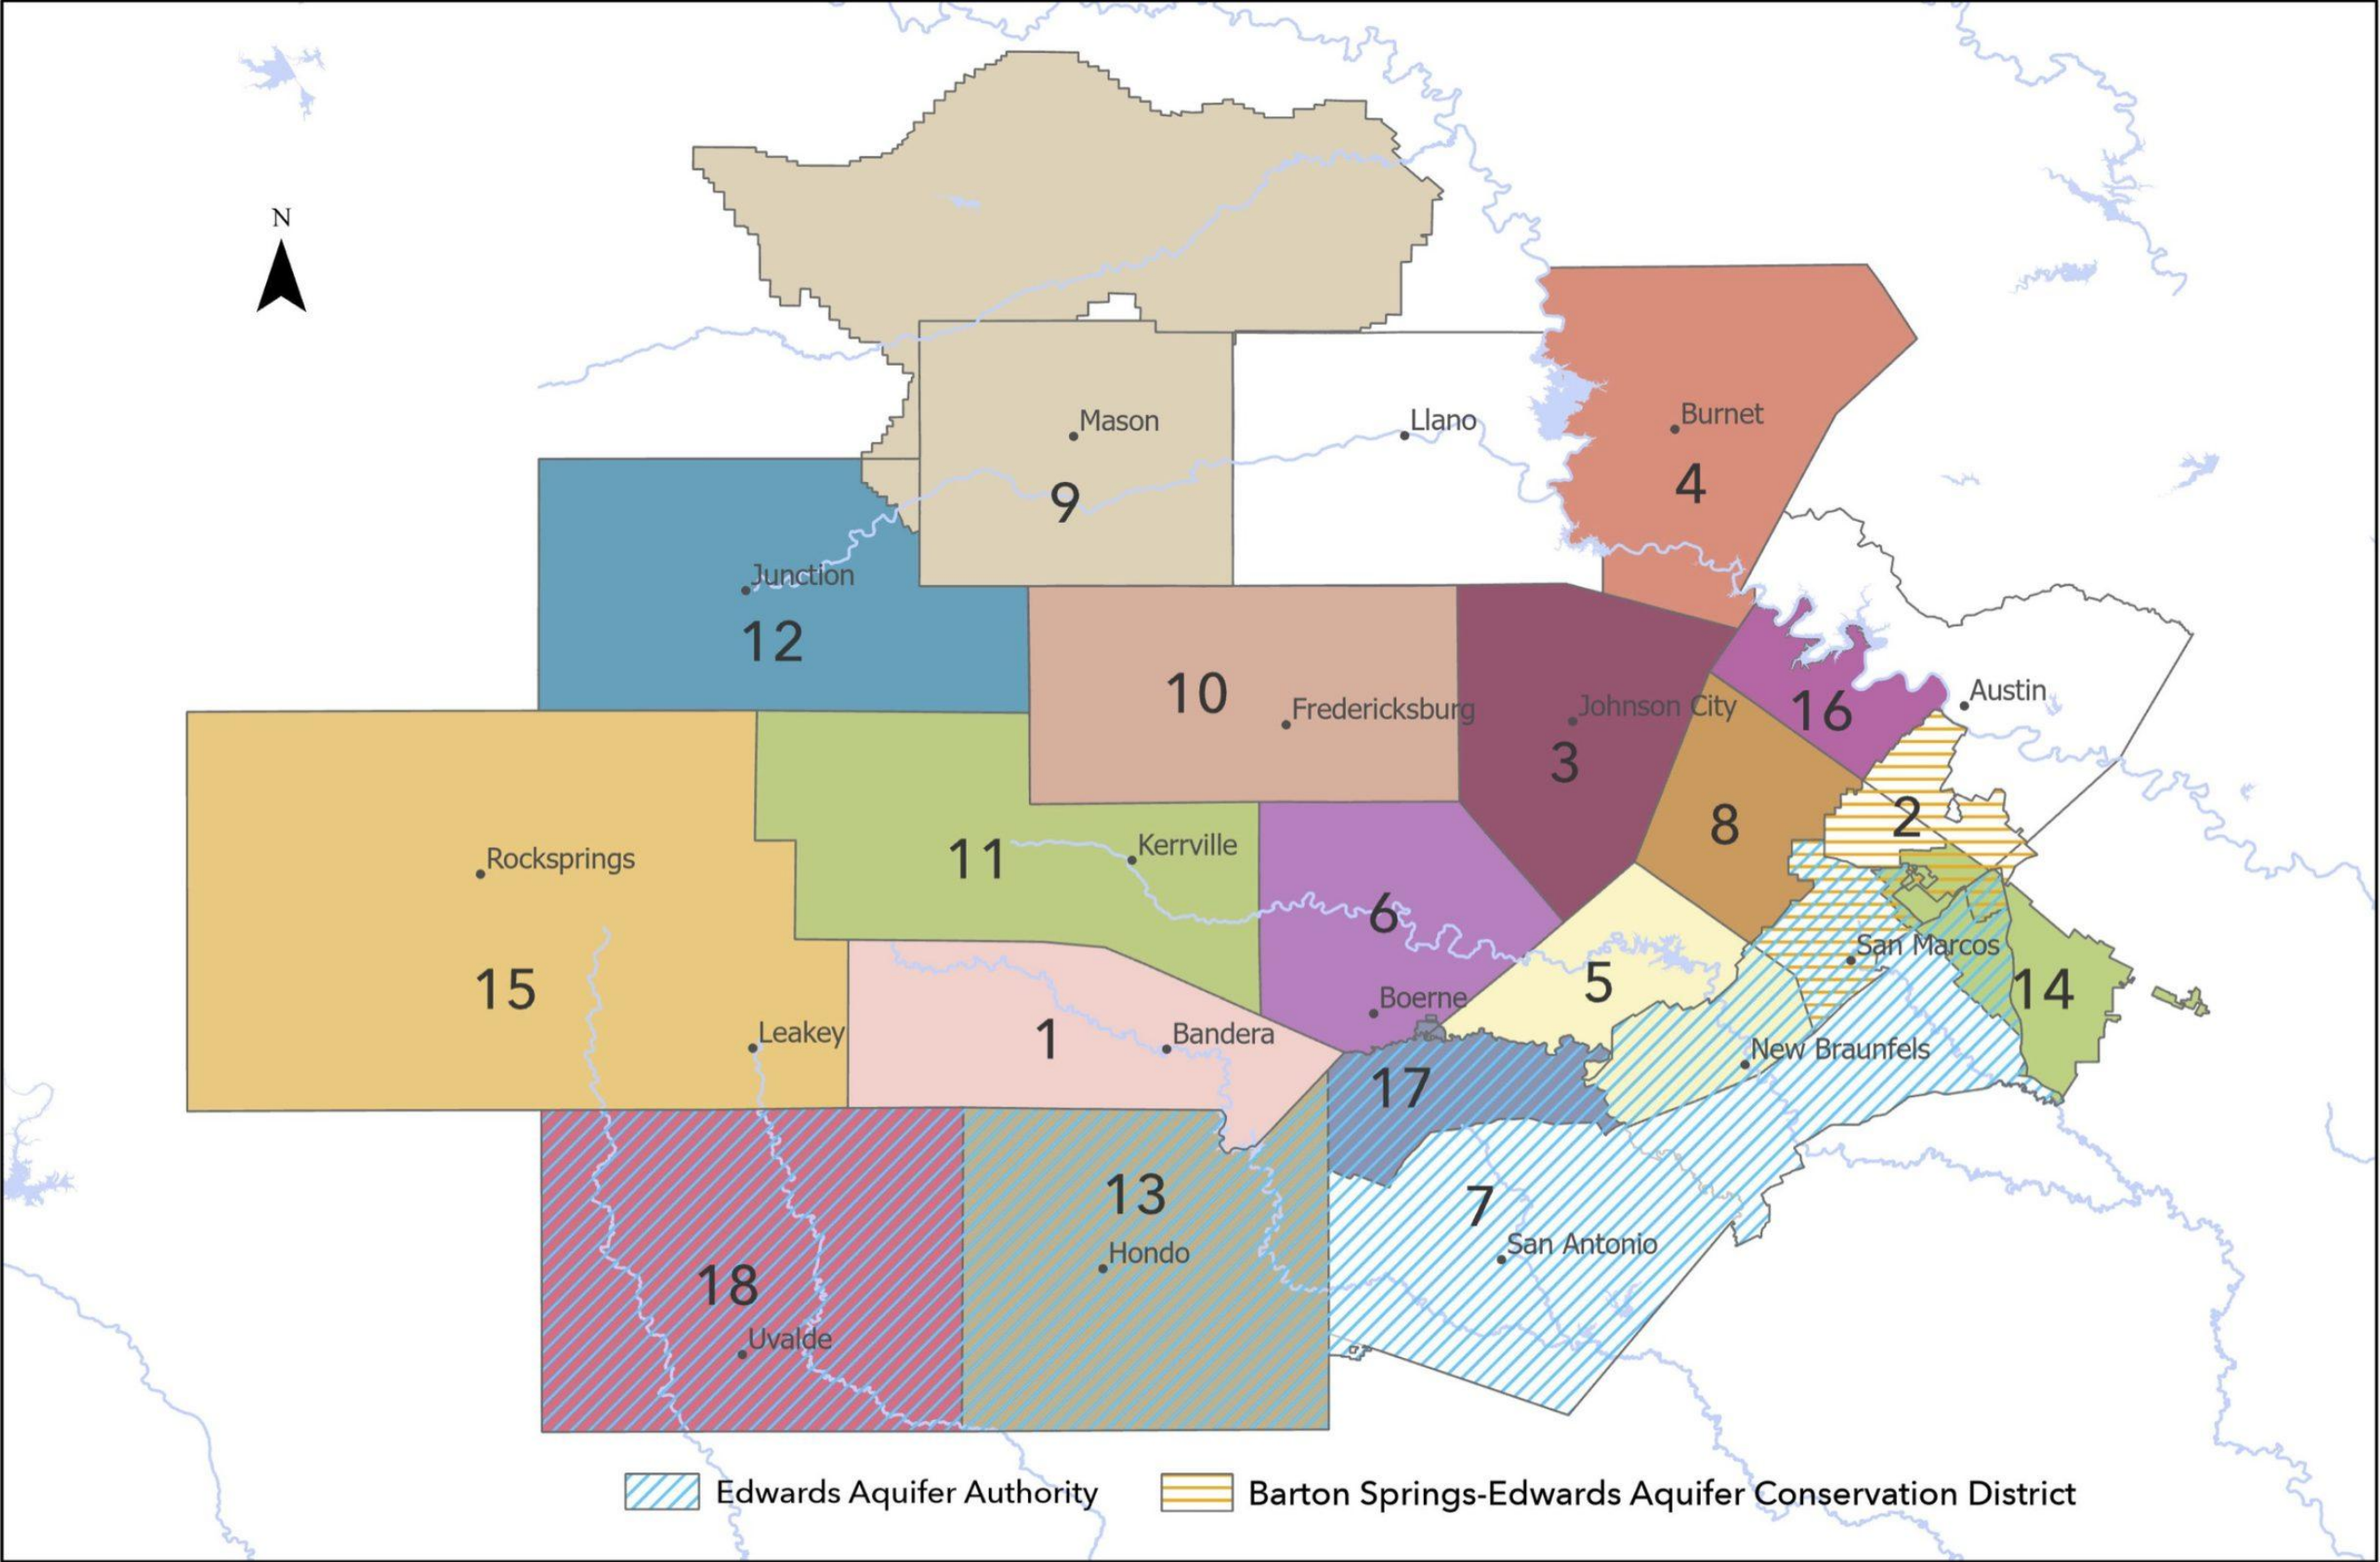 N
Mason
Llano
Burnet
4
9
Junction
12
10
Fredericksburg
Johnson City
3
16
Austin
Rocksprings
11
Kerrville
8
2
6
15
5
San Marcos
14
Boerne
Leakey
1
Bandera
New Braunfels
17
13
7
18
Hondo
San Antonio
Uvalde
Edwards Aquifer Authority
Barton Springs-Edwards Aquifer Conservation District